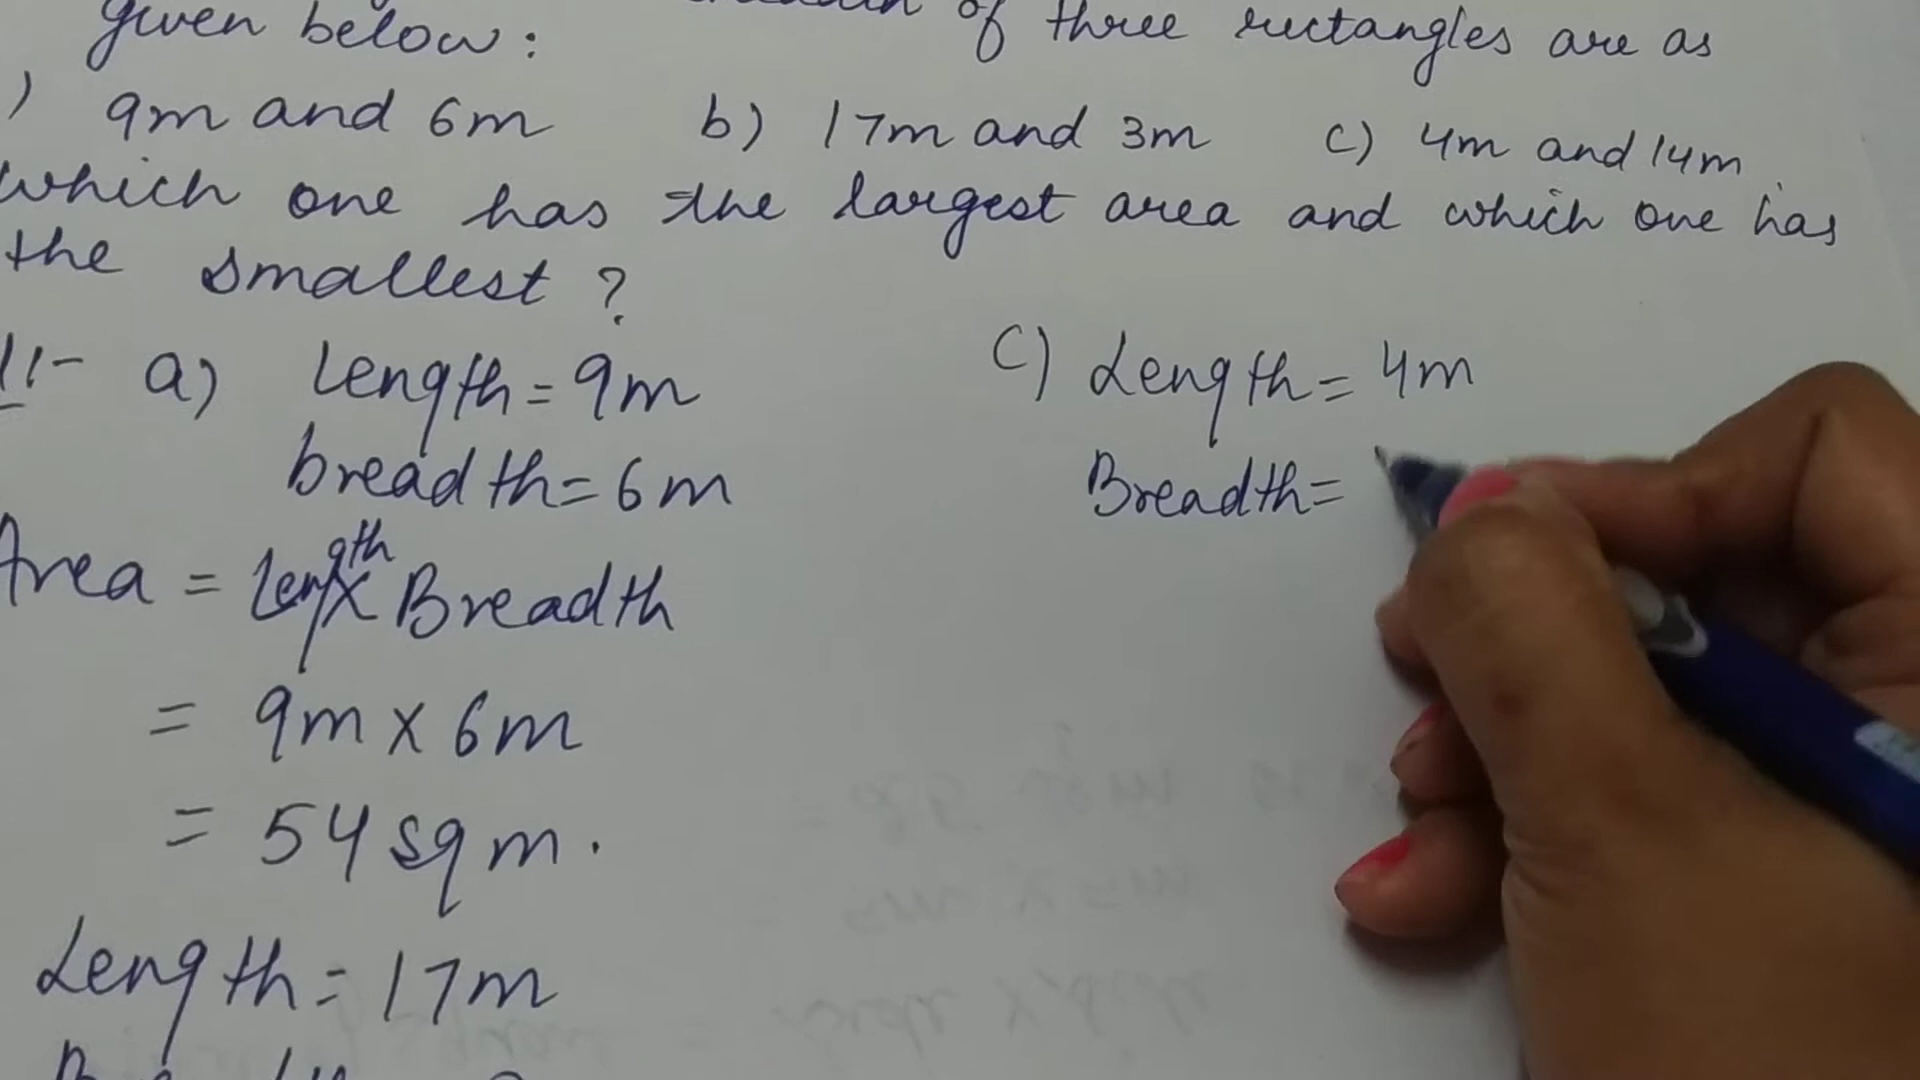 of three rectangles are as
given below:
) 9m and 6m b) 17m and 3m c) 4m and 14m
which one has the largest area and which one has
the smallest?
a) Length = 9m
breadth = 6m
Area = Length x Breadth
= 9m x 6m
= 54 sq m.
Length = 17m
C) Length = 4m
Breadth =